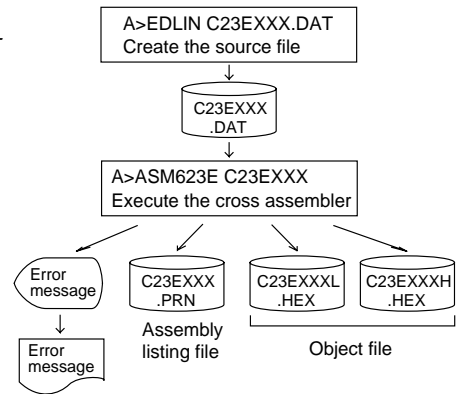 A>EDLIN C23EXXX.DAT
Create the source file
C23EXXX
.DAT
A>ASM623E C23EXXX
Execute the cross assembler
Error
message
C23EXXX
.PRN
C23EXXXL
.HEX
C23EXXXH
.HEX
Assembly
listing file
Object file
Error
message